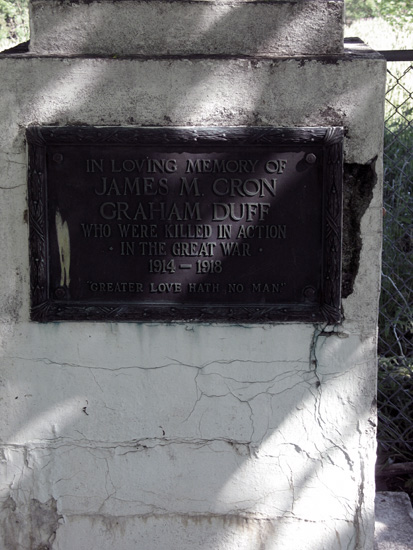 IN LOVING MEMORY OF
JAMES M. CRON
GRAHAM DUFF
WHO WERE KILLED IN ACTION
· IN THE GREAT WAR ·
1914 – 1918
"GREATER LOVE HATH NO MAN"